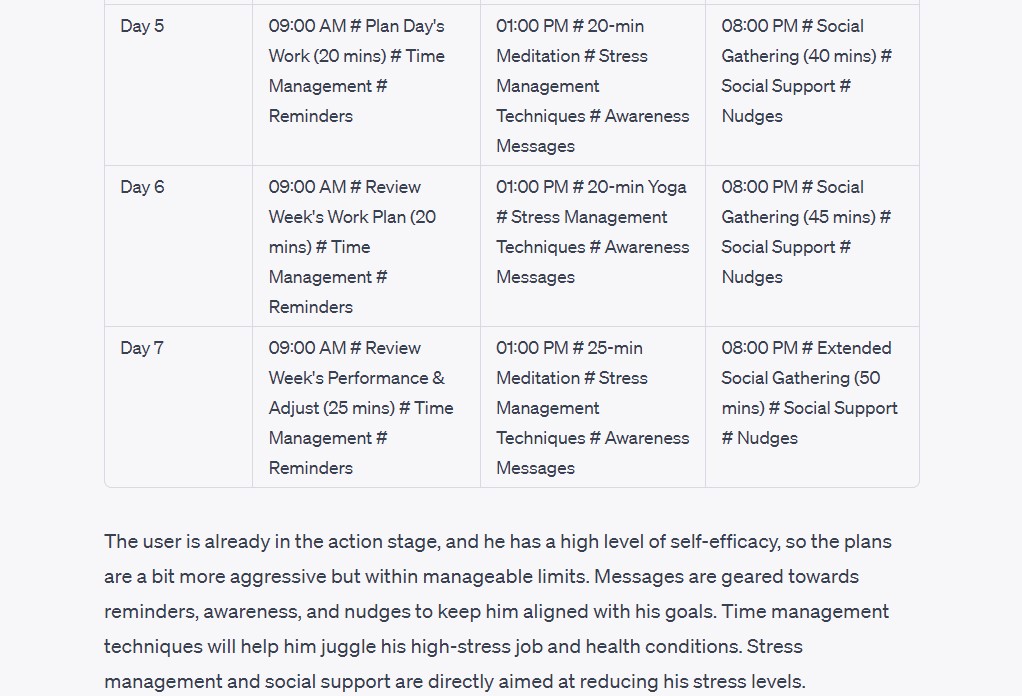 Day 5
09:00 AM # Plan Day's
Work (20 mins) # Time
Management #
Reminders
01:00 PM # 20-min
Meditation # Stress
Management
Techniques # Awareness
Messages
08:00 PM # Social
Gathering (40 mins) #
Social Support #
Nudges
Day 6
09:00 AM # Review
Week's Work Plan (20
mins) # Time
Management #
Reminders
01:00 PM # 20-min Yoga
# Stress Management
Techniques # Awareness
Messages
08:00 PM # Social
Gathering (45 mins) #
Social Support #
Nudges
Day 7
09:00 AM # Review
Week's Performance &
Adjust (25 mins) # Time
Management #
Reminders
01:00 PM # 25-min
Meditation # Stress
Management
Techniques # Awareness
Messages
08:00 PM # Extended
Social Gathering (50
mins) # Social Support
# Nudges
The user is already in the action stage, and he has a high level of self-efficacy, so the plans
are a bit more aggressive but within manageable limits. Messages are geared towards
reminders, awareness, and nudges to keep him aligned with his goals. Time management
techniques will help him juggle his high-stress job and health conditions. Stress
management and social support are directly aimed at reducing his stress levels.